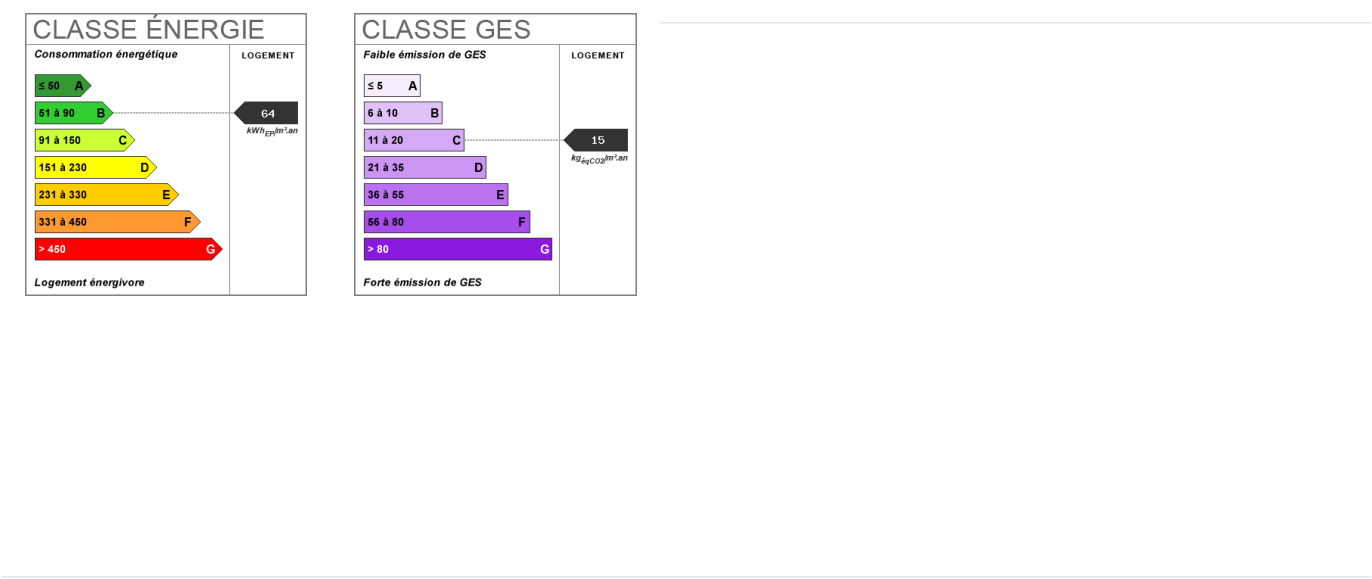 CLASSE ÉNERGIE
Consommation énergétique
LOGEMENT
≤ 50 A
51 à 90 B
64
kWhEP/m².an
91 à 150 C
151 à 230 D
231 à 330 E
331 à 450 F
> 450 G
Logement énergivore
CLASSE GES
Faible émission de GES
LOGEMENT
≤ 5 A
6 à 10 B
11 à 20 C
15
kgéqCO2/m².an
21 à 35 D
36 à 55 E
56 à 80 F
> 80 G
Forte émission de GES